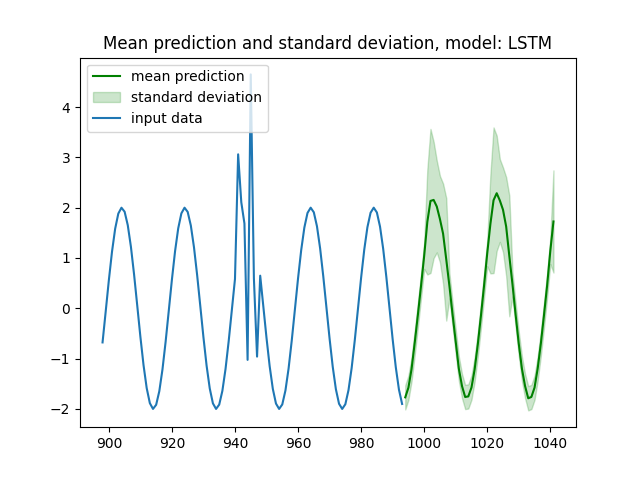 Mean prediction and standard deviation, model: LSTM
mean prediction
standard deviation
input data
4
3
2
1
0
−1
−2
900 920 940 960 980 1000 1020 1040